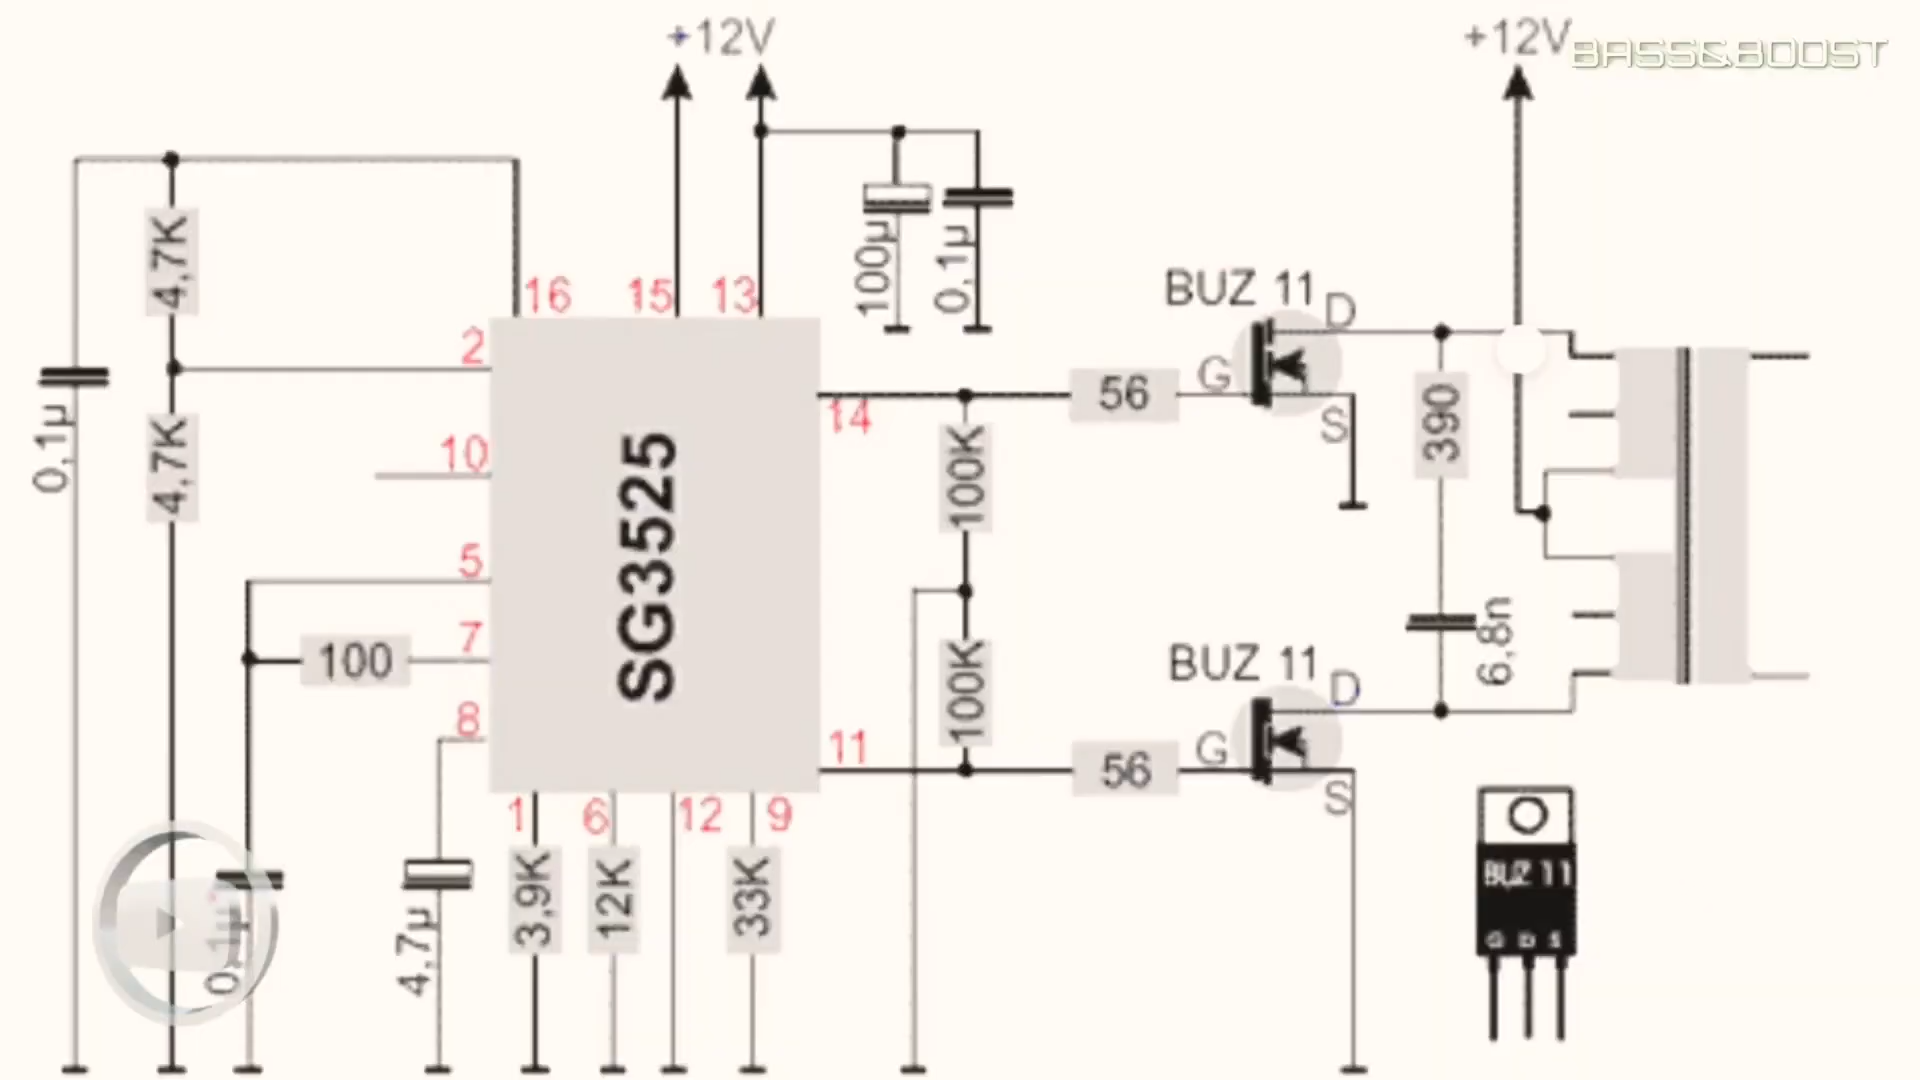 +12V
+12V
BASS&BOOST
4,7K
100µ
0,1µ
16
15
13
BUZ 11
D
2
G
56
14
S
390
0,1µ
4,7K
10
100K
SG3525
5
7
100
8
6,8n
100K
BUZ 11
D
11
G
56
S
1
6
12
9
3,9K
12K
33K
0,1µ
4,7µ
BUZ 11
G D S